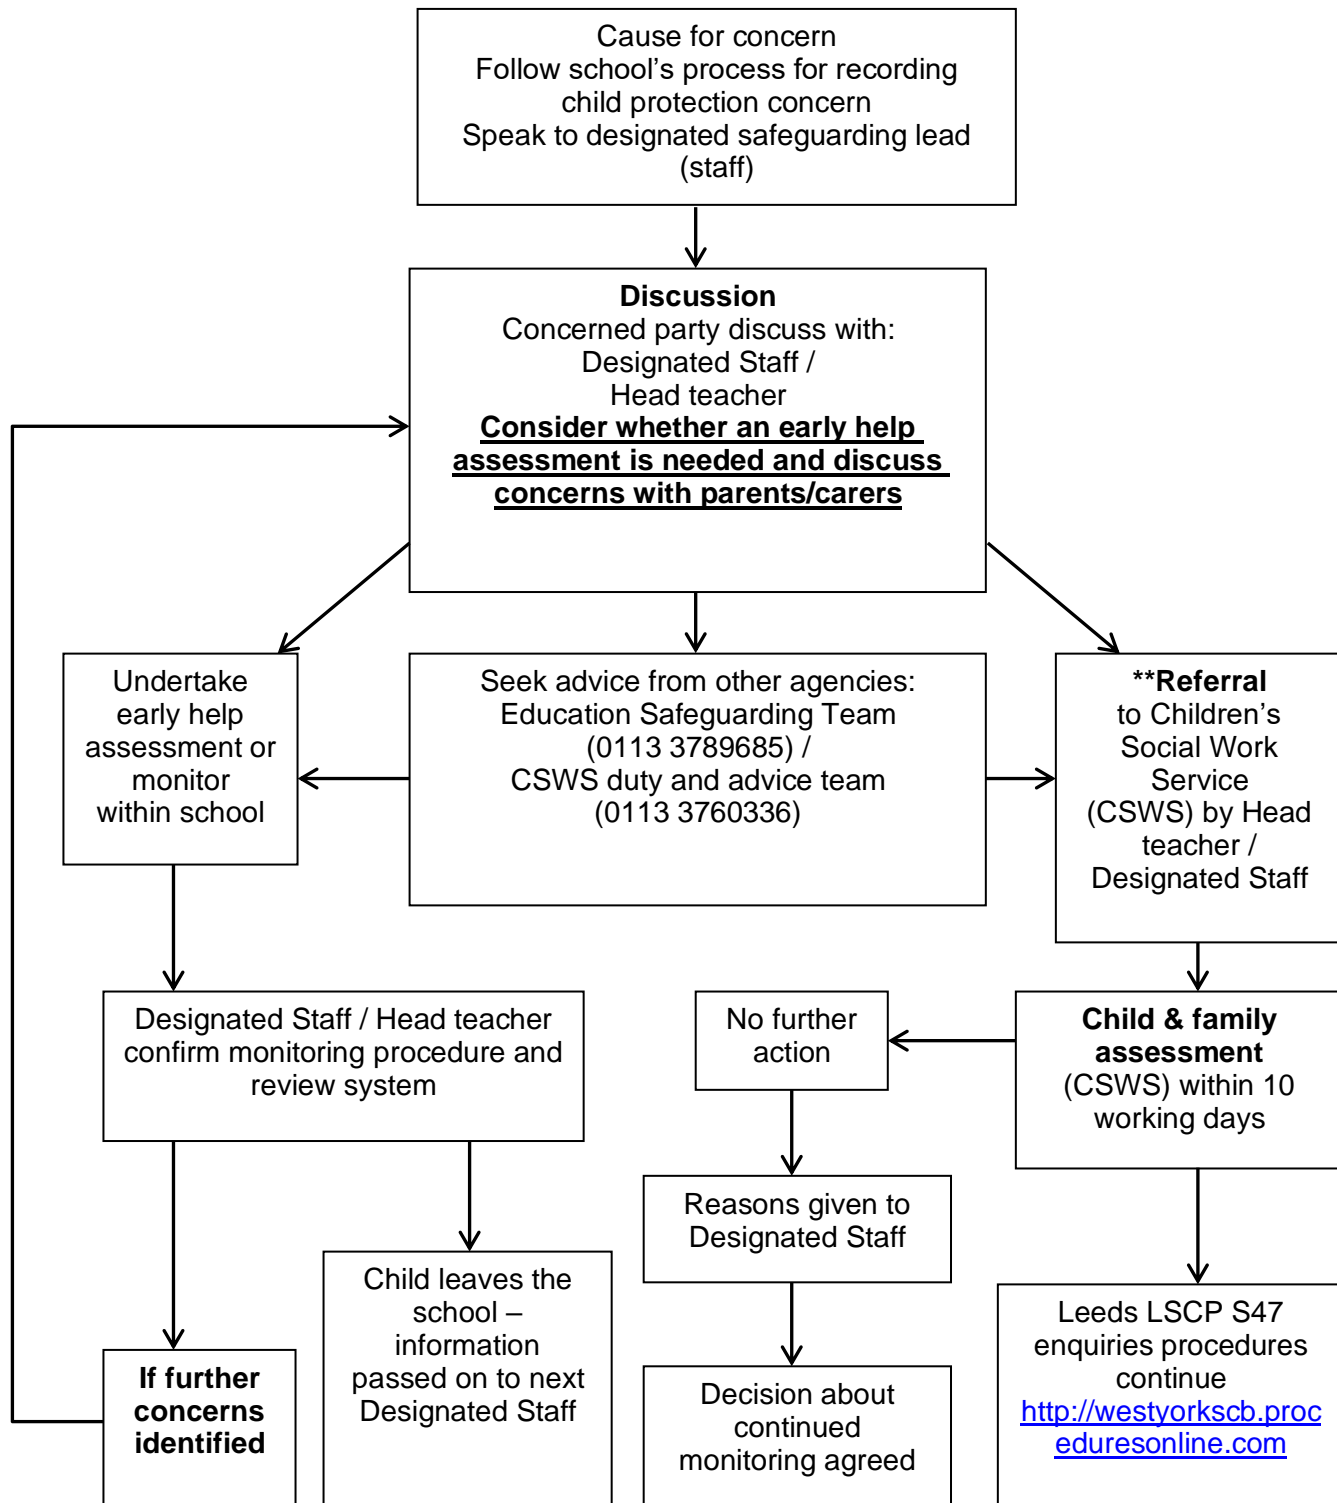 Cause for concern
Follow school’s process for recording
child protection concern
Speak to designated safeguarding lead
(staff)
Discussion
Concerned party discuss with:
Designated Staff /
Head teacher
Consider whether an early help
assessment is needed and discuss
concerns with parents/carers
Undertake
early help
assessment or
monitor
within school
Seek advice from other agencies:
Education Safeguarding Team
(0113 3789685) /
CSWS duty and advice team
(0113 3760336)
**Referral
to Children’s
Social Work
Service
(CSWS) by Head
teacher /
Designated Staff
Designated Staff / Head teacher
confirm monitoring procedure and
review system
No further
action
Child & family
assessment
(CSWS) within 10
working days
Reasons given to
Designated Staff
Child leaves the
school –
information
passed on to next
Designated Staff
If further
concerns
identified
Decision about
continued
monitoring agreed
Leeds LSCP S47
enquiries procedures
continue
http://westyorkscb.proc
eduresonline.com